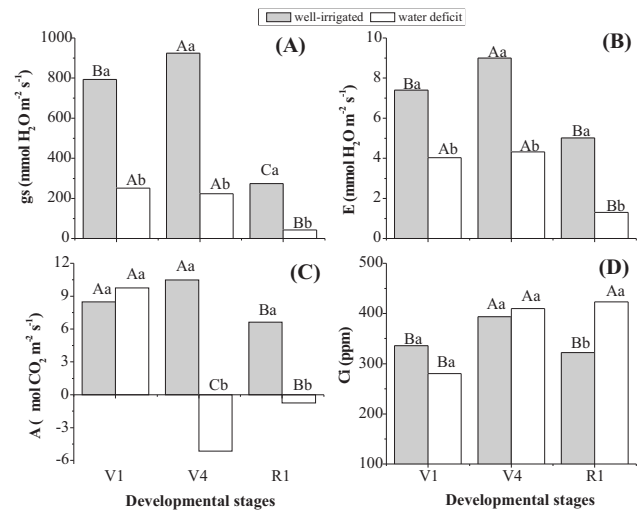 well-irrigated water deficit
(A)
gs (mmol H₂O m⁻² s⁻¹)
1000
800
600
400
200
0
Ba
Ab
Aa
Ab
Ca
Bb
(B)
E (mmol H₂O m⁻² s⁻¹)
10
8
6
4
2
0
Ba
Ab
Aa
Ab
Ba
Bb
(C)
A ( mol CO₂ m⁻² s⁻¹)
12
9
6
3
0
-3
-6
Aa
Aa
Aa
Cb
Ba
Bb
V1 V4 R1
Developmental stages
(D)
Ci (ppm)
500
400
300
200
100
Ba
Ba
Aa
Aa
Bb
Aa
V1 V4 R1
Developmental stages